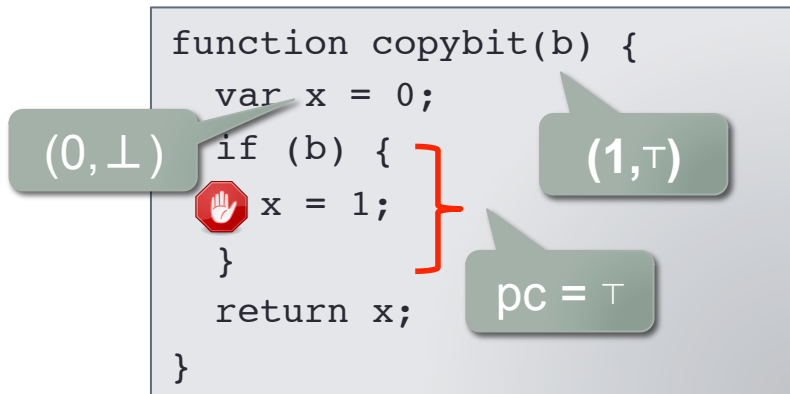 function copybit(b) {
var x = 0;
(0,⊥)
if (b) {
(1,⊤)
x = 1;
}
pc = ⊤
return x;
}